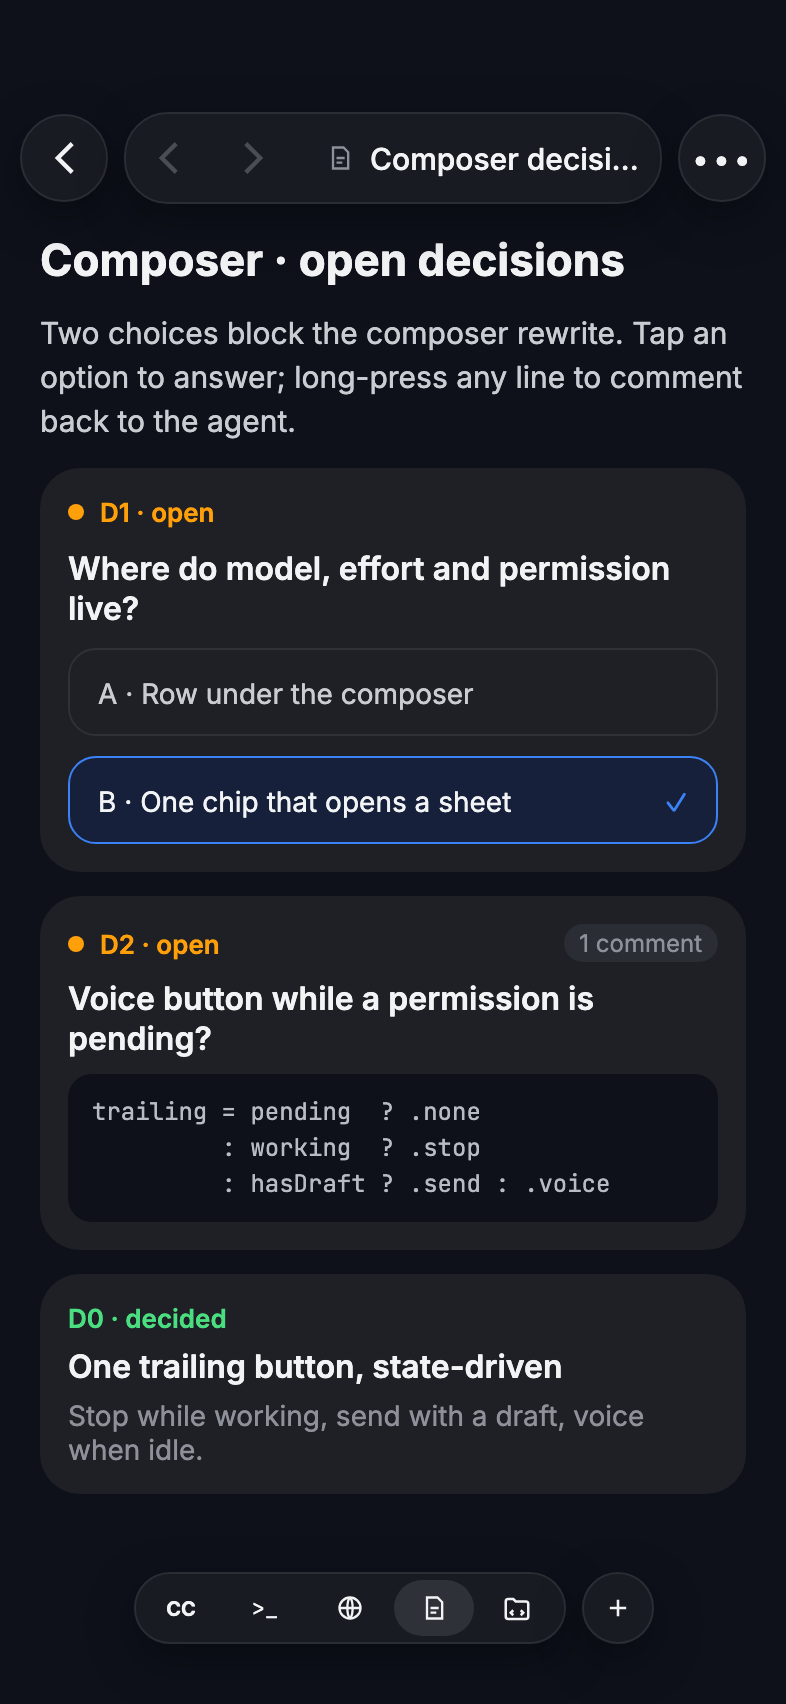 Composer decisi...
Composer · open decisions
Two choices block the composer rewrite. Tap an
option to answer; long-press any line to comment
back to the agent.
D1 · open
Where do model, effort and permission
live?
A · Row under the composer
B · One chip that opens a sheet
D2 · open
1 comment
Voice button while a permission is
pending?
trailing = pending  ? .none
         : working  ? .stop
         : hasDraft ? .send : .voice
D0 · decided
One trailing button, state-driven
Stop while working, send with a draft, voice
when idle.
CC >_ +